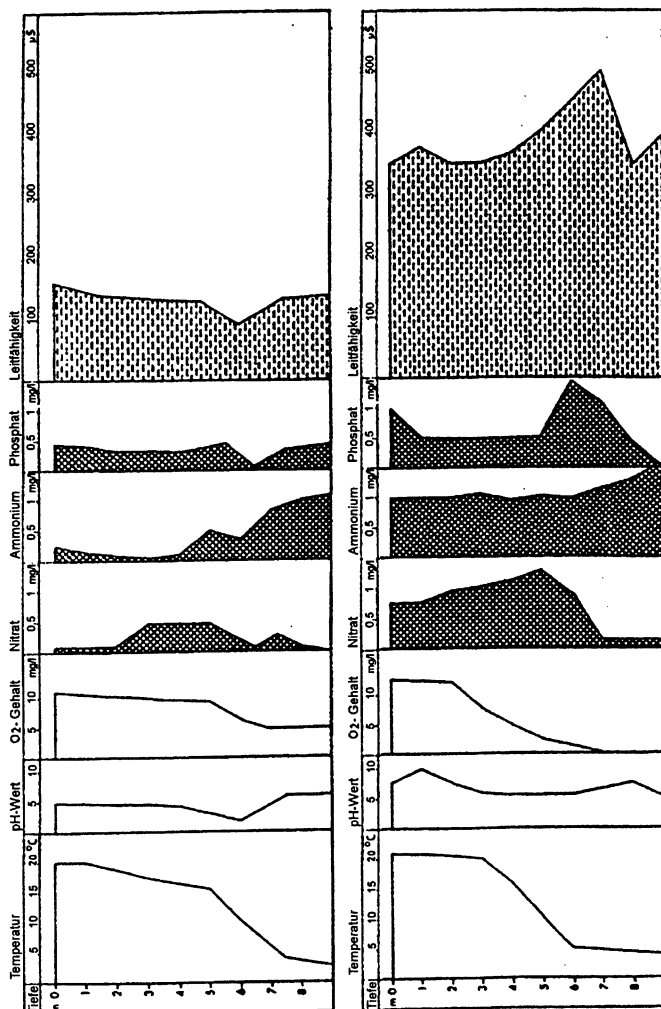 Tiefe Temperatur pH-Wert O2- Gehalt Nitrat Ammonium Phosphat Leitfähigkeit
5 10 15 20 °C 5 10 5 10 mg/l 0,5 1 mg/l 0,5 1 mg/l 0,5 1 mg/l 100 200 300 400 500 µS
m 0
1
2
3
4
5
6
7
8
Tiefe Temperatur pH-Wert O2- Gehalt Nitrat Ammonium Phosphat Leitfähigkeit
5 10 15 20 °C 5 10 5 10 mg/l 0,5 1 mg/l 0,5 1 mg/l 0,5 1 mg/l 100 200 300 400 500 µS
m 0
1
2
3
4
5
6
7
8